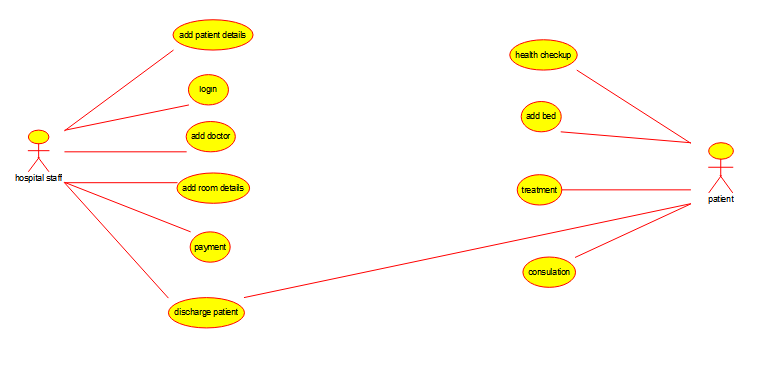 add patient details
login
add doctor
hospital staff
add room details
payment
discharge patient
health checkup
add bed
treatment
patient
consulation